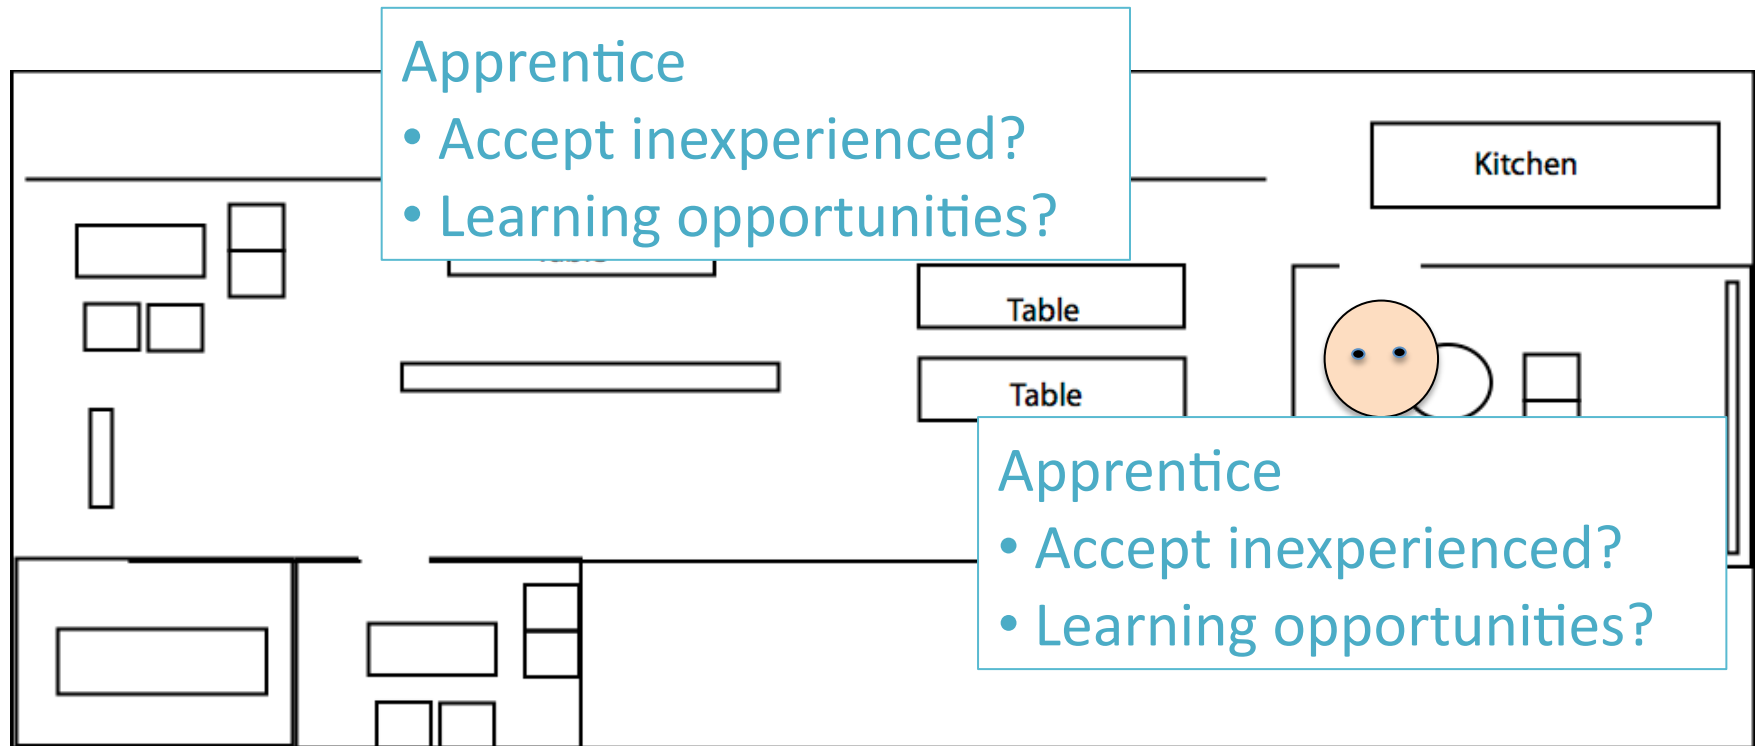 Apprentice
• Accept inexperienced?
• Learning opportunities?
Kitchen
Table
Table
Apprentice
• Accept inexperienced?
• Learning opportunities?